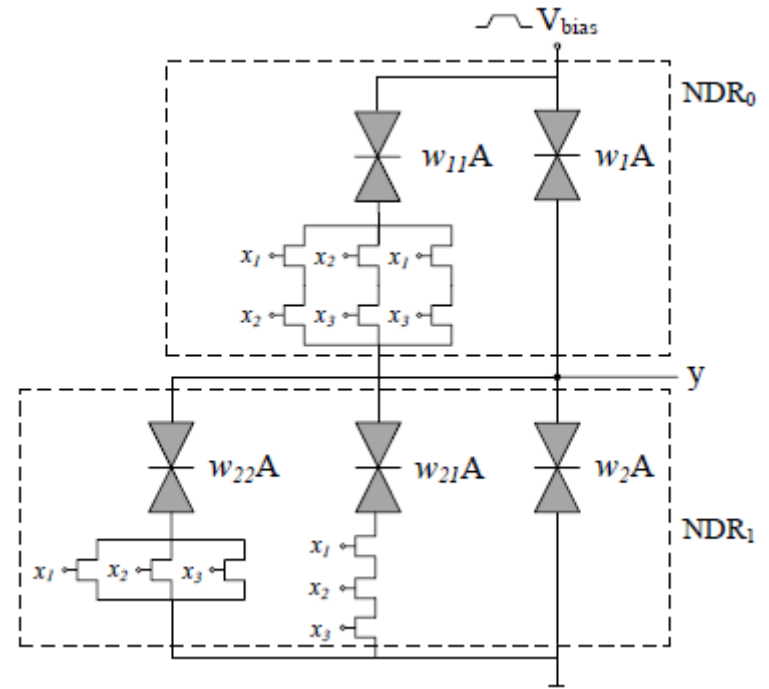 V_bias
NDR₀
w₁₁A
w₁A
x₁ x₂ x₁
x₂ x₃ x₃
y
w₂₂A
w₂₁A
w₂A
NDR₁
x₁
x₁ x₂ x₃
x₂
x₃